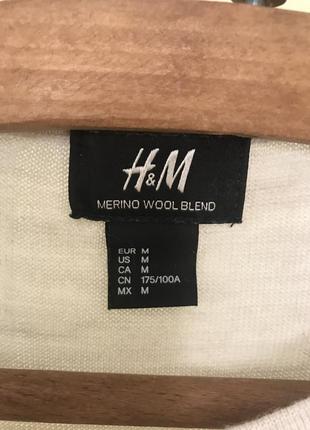 H&M
MERINO WOOL BLEND
EUR M
US M
CA M
CN 175/100A
MX M